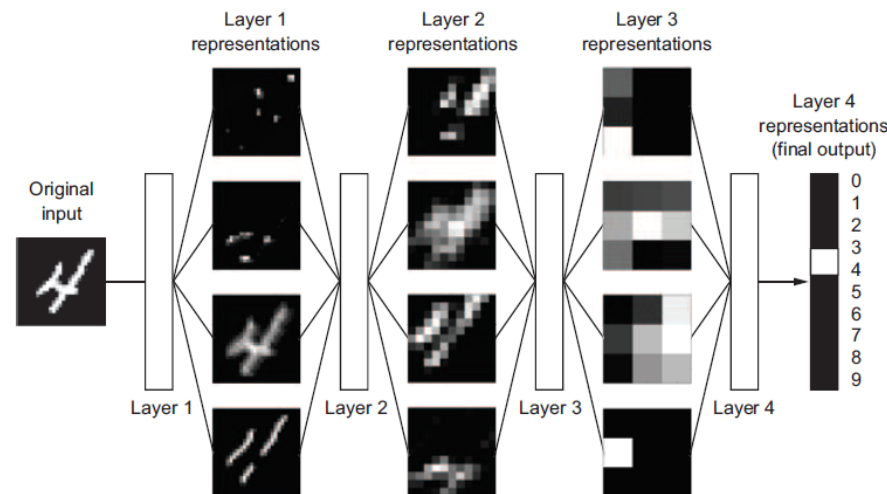 Layer 1
representations
Layer 2
representations
Layer 3
representations
Layer 4
representations
(final output)
Original
input
0
1
2
3
4
5
6
7
8
9
Layer 1
Layer 2
Layer 3
Layer 4